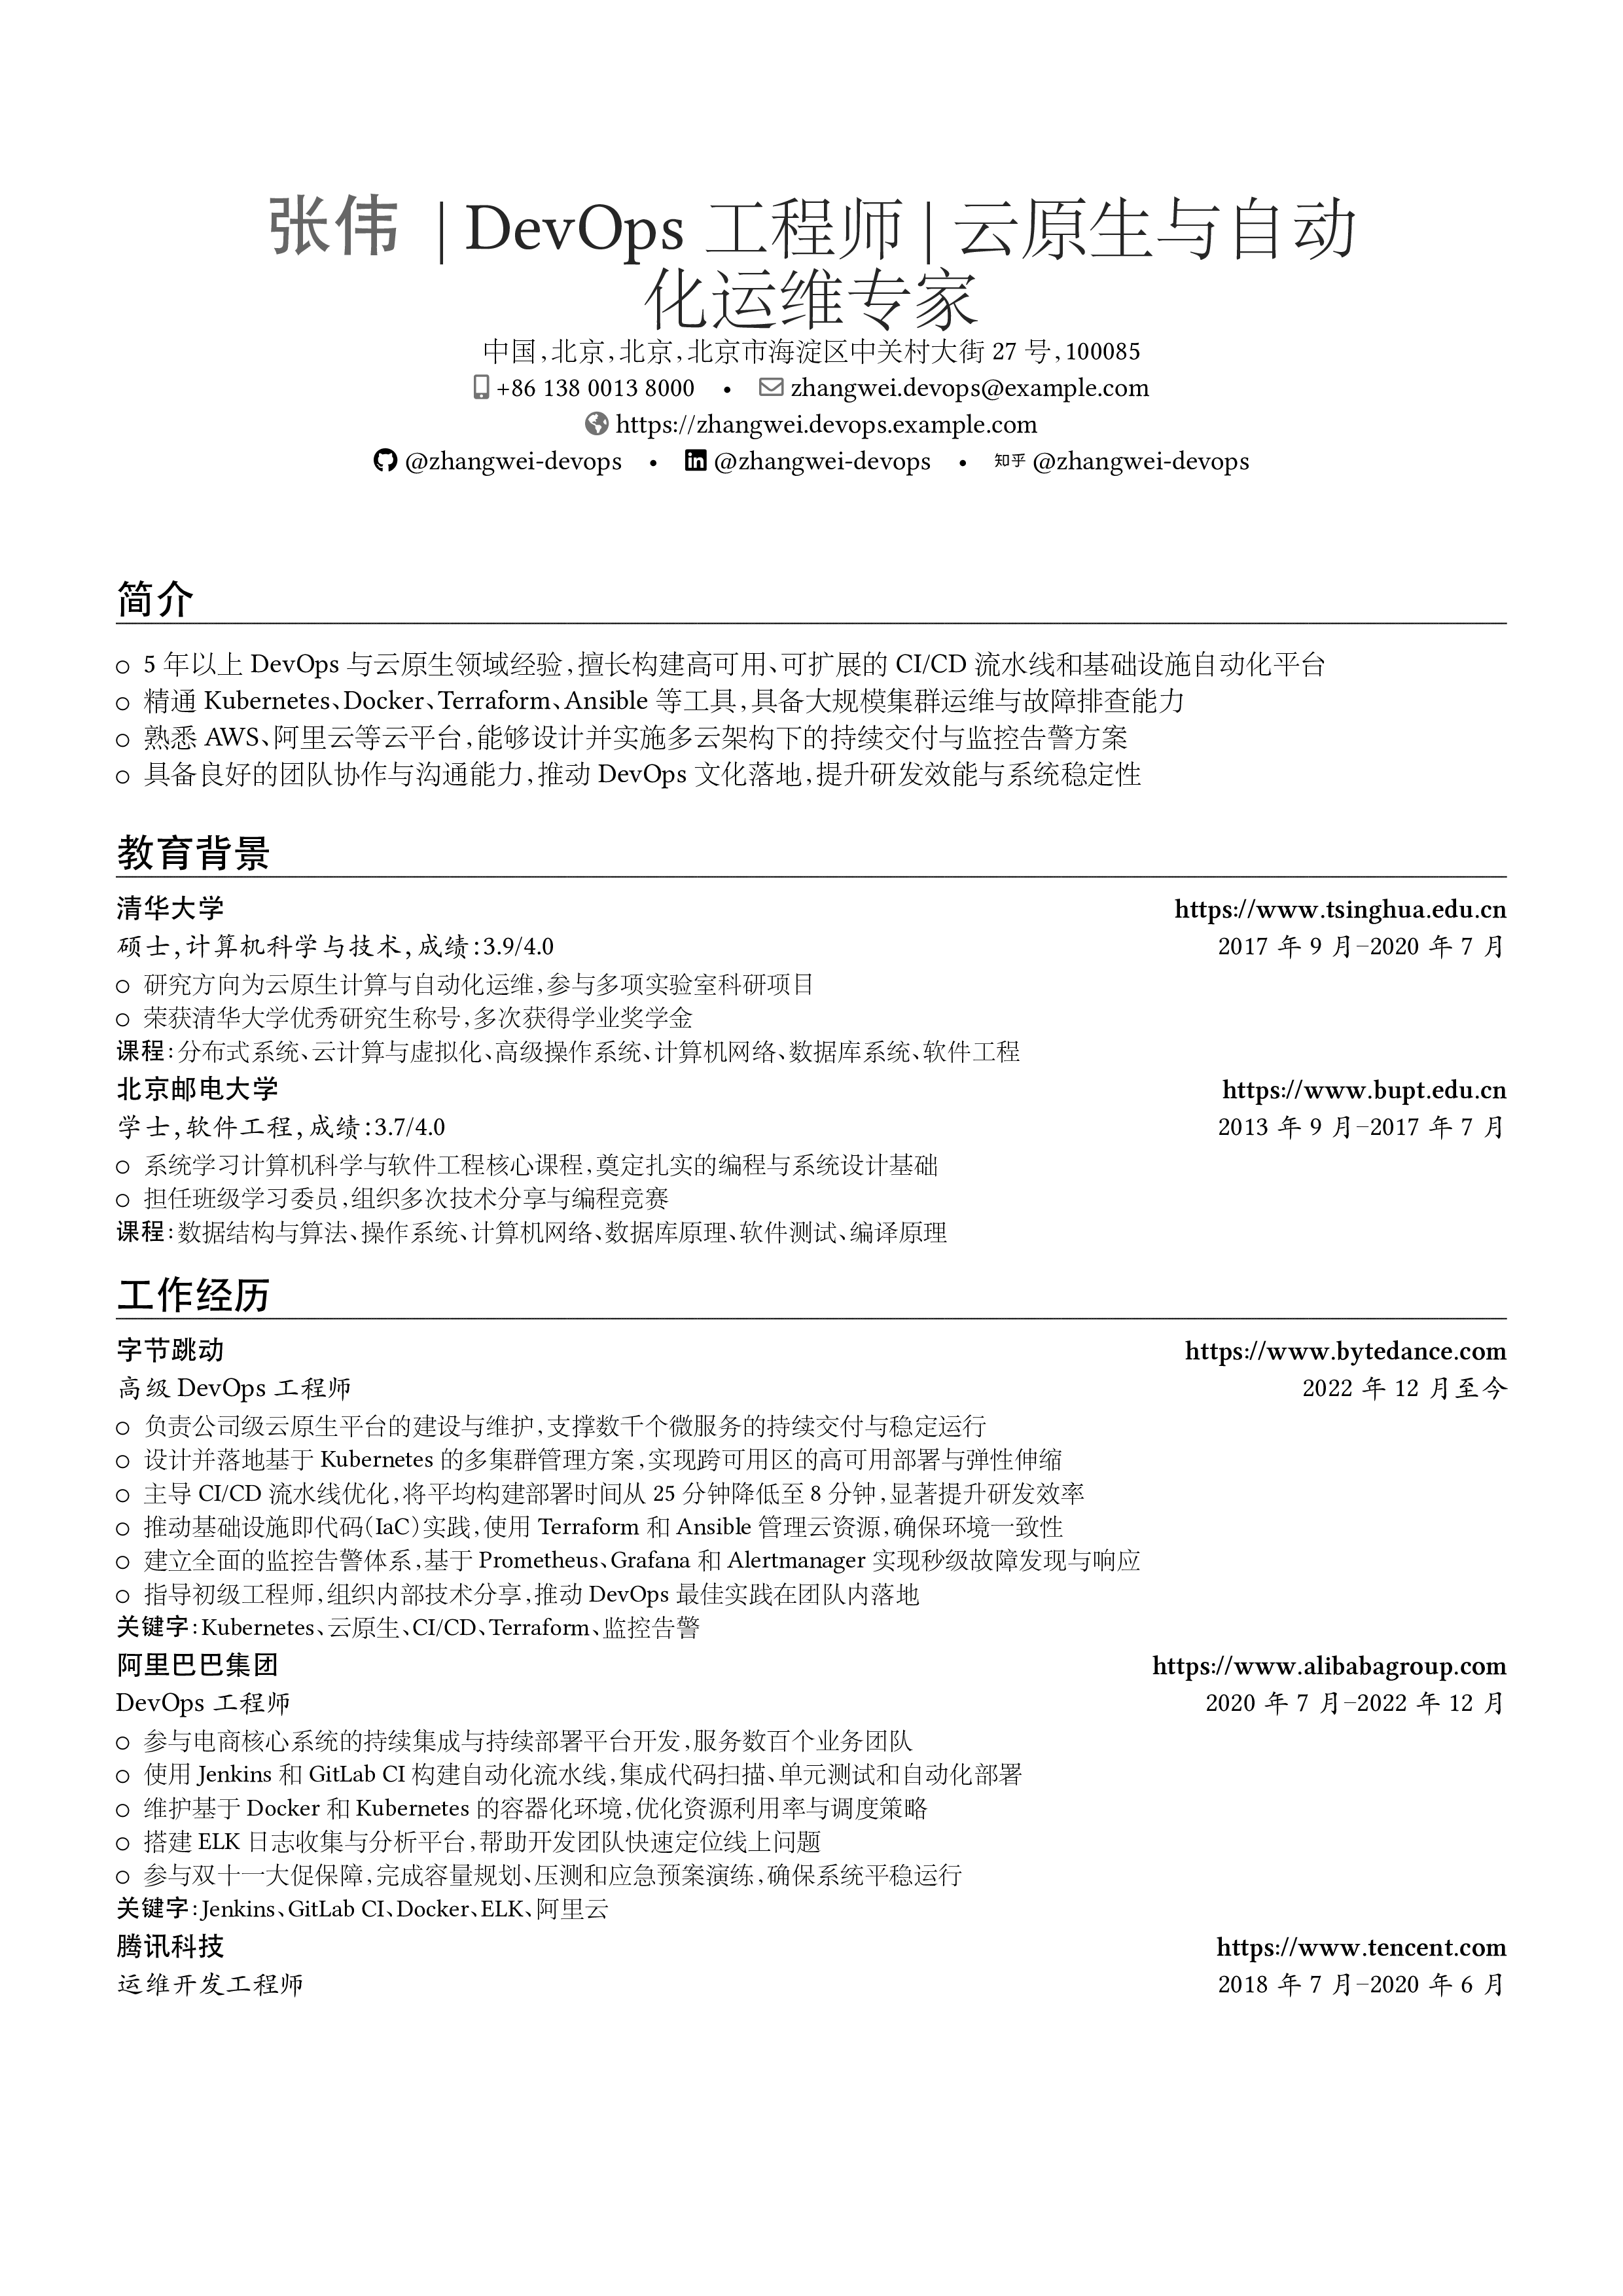 张伟 | DevOps 工程师 | 云原生与自动
化运维专家
中国,北京,北京,北京市海淀区中关村大街 27 号,100085
+86 138 0013 8000 • zhangwei.devops@example.com
https://zhangwei.devops.example.com
@zhangwei-devops • @zhangwei-devops • 知乎 @zhangwei-devops
简介
○ 5 年以上 DevOps 与云原生领域经验,擅长构建高可用、可扩展的 CI/CD 流水线和基础设施自动化平台
○ 精通 Kubernetes、Docker、Terraform、Ansible 等工具,具备大规模集群运维与故障排查能力
○ 熟悉 AWS、阿里云等云平台,能够设计并实施多云架构下的持续交付与监控告警方案
○ 具备良好的团队协作与沟通能力,推动 DevOps 文化落地,提升研发效能与系统稳定性
教育背景
清华大学 https://www.tsinghua.edu.cn
硕士,计算机科学与技术,成绩:3.9/4.0 2017 年 9 月–2020 年 7 月
○ 研究方向为云原生计算与自动化运维,参与多项实验室科研项目
○ 荣获清华大学优秀研究生称号,多次获得学业奖学金
课程:分布式系统、云计算与虚拟化、高级操作系统、计算机网络、数据库系统、软件工程
北京邮电大学 https://www.bupt.edu.cn
学士,软件工程,成绩:3.7/4.0 2013 年 9 月–2017 年 7 月
○ 系统学习计算机科学与软件工程核心课程,奠定扎实的编程与系统设计基础
○ 担任班级学习委员,组织多次技术分享与编程竞赛
课程:数据结构与算法、操作系统、计算机网络、数据库原理、软件测试、编译原理
工作经历
字节跳动 https://www.bytedance.com
高级 DevOps 工程师 2022 年 12 月至今
○ 负责公司级云原生平台的建设与维护,支撑数千个微服务的持续交付与稳定运行
○ 设计并落地基于 Kubernetes 的多集群管理方案,实现跨可用区的高可用部署与弹性伸缩
○ 主导 CI/CD 流水线优化,将平均构建部署时间从 25 分钟降低至 8 分钟,显著提升研发效率
○ 推动基础设施即代码(IaC)实践,使用 Terraform 和 Ansible 管理云资源,确保环境一致性
○ 建立全面的监控告警体系,基于 Prometheus、Grafana 和 Alertmanager 实现秒级故障发现与响应
○ 指导初级工程师,组织内部技术分享,推动 DevOps 最佳实践在团队内落地
关键字:Kubernetes、云原生、CI/CD、Terraform、监控告警
阿里巴巴集团 https://www.alibabagroup.com
DevOps 工程师 2020 年 7 月–2022 年 12 月
○ 参与电商核心系统的持续集成与持续部署平台开发,服务数百个业务团队
○ 使用 Jenkins 和 GitLab CI 构建自动化流水线,集成代码扫描、单元测试和自动化部署
○ 维护基于 Docker 和 Kubernetes 的容器化环境,优化资源利用率与调度策略
○ 搭建 ELK 日志收集与分析平台,帮助开发团队快速定位线上问题
○ 参与双十一大促保障,完成容量规划、压测和应急预案演练,确保系统平稳运行
关键字:Jenkins、GitLab CI、Docker、ELK、阿里云
腾讯科技 https://www.tencent.com
运维开发工程师 2018 年 7 月–2020 年 6 月